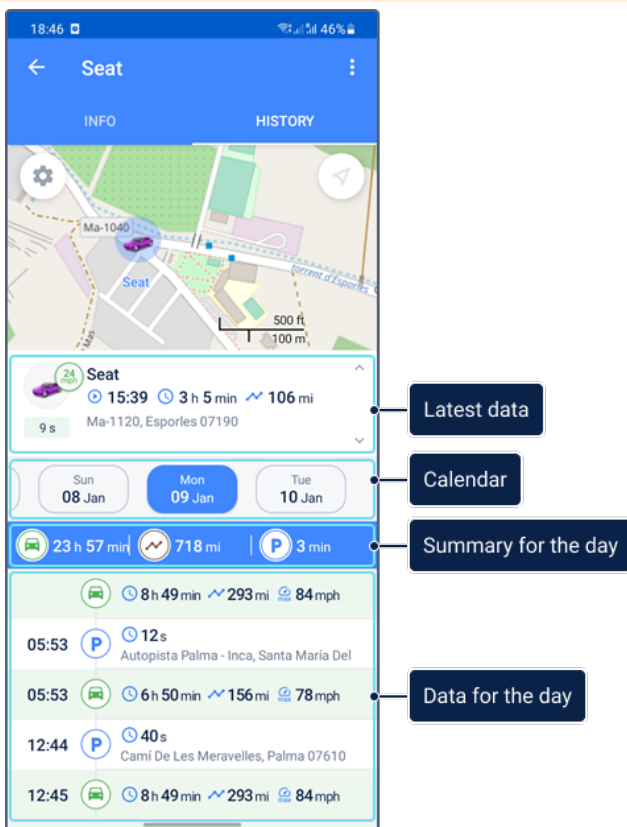 18:46 46%
Seat
INFO HISTORY
Ma-1040
Seat
torrent d'Esporles
Mas
500 ft
100 m
24 mph
Seat
15:39 3 h 5 min 106 mi
9 s
Ma-1120, Esporles 07190
Latest data
Sun 08 Jan
Mon 09 Jan
Tue 10 Jan
Calendar
23 h 57 min 718 mi P 3 min
Summary for the day
8 h 49 min 293 mi max 84 mph
05:53 P 12 s
Autopista Palma - Inca, Santa María Del
05:53 6 h 50 min 156 mi max 78 mph
Data for the day
12:44 P 40 s
Camí De Les Meravelles, Palma 07610
12:45 8 h 49 min 293 mi max 84 mph